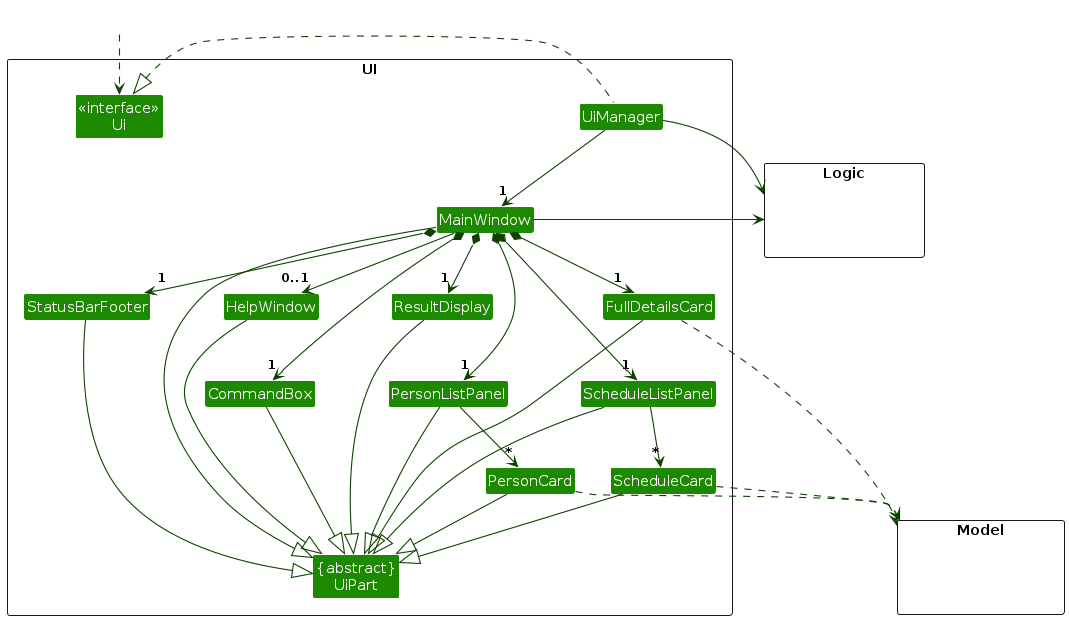 UI
«interface»
Ui
UiManager
Logic
1
MainWindow
1
0..1
1
1
StatusBarFooter
HelpWindow
ResultDisplay
FullDetailsCard
1
1
1
CommandBox
PersonListPanel
ScheduleListPanel
*
*
PersonCard
ScheduleCard
Model
{abstract}
UiPart